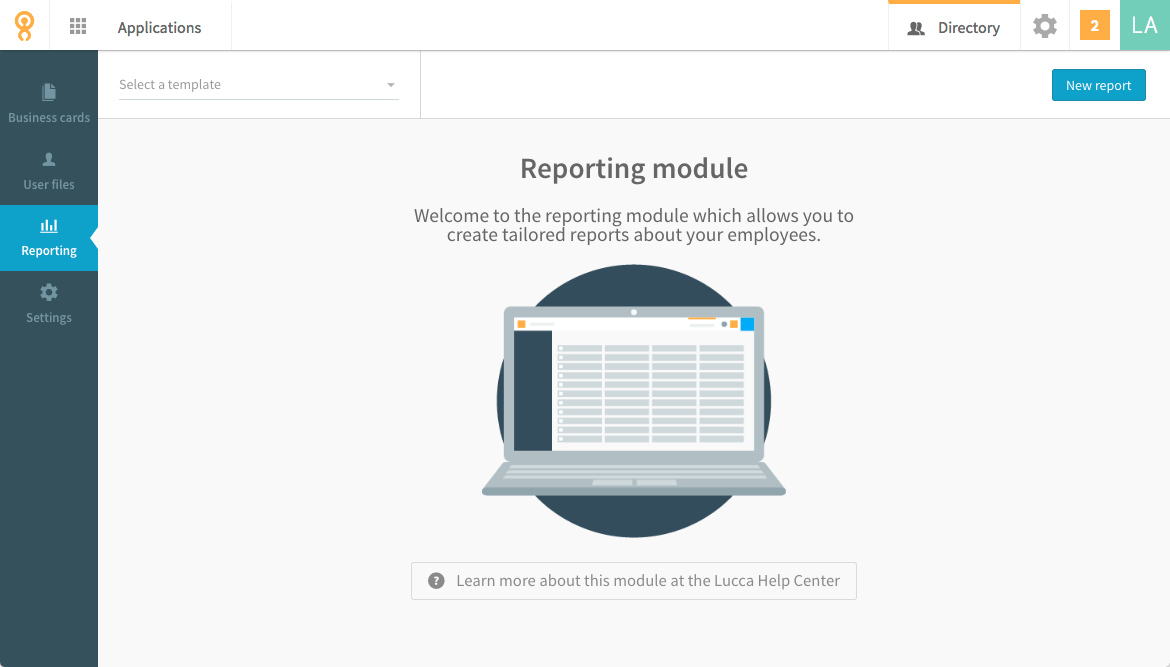 Applications
Directory
2
LA
Select a template
New report
Business cards
User files
Reporting
Settings
Reporting module
Welcome to the reporting module which allows you to
create tailored reports about your employees.
? Learn more about this module at the Lucca Help Center